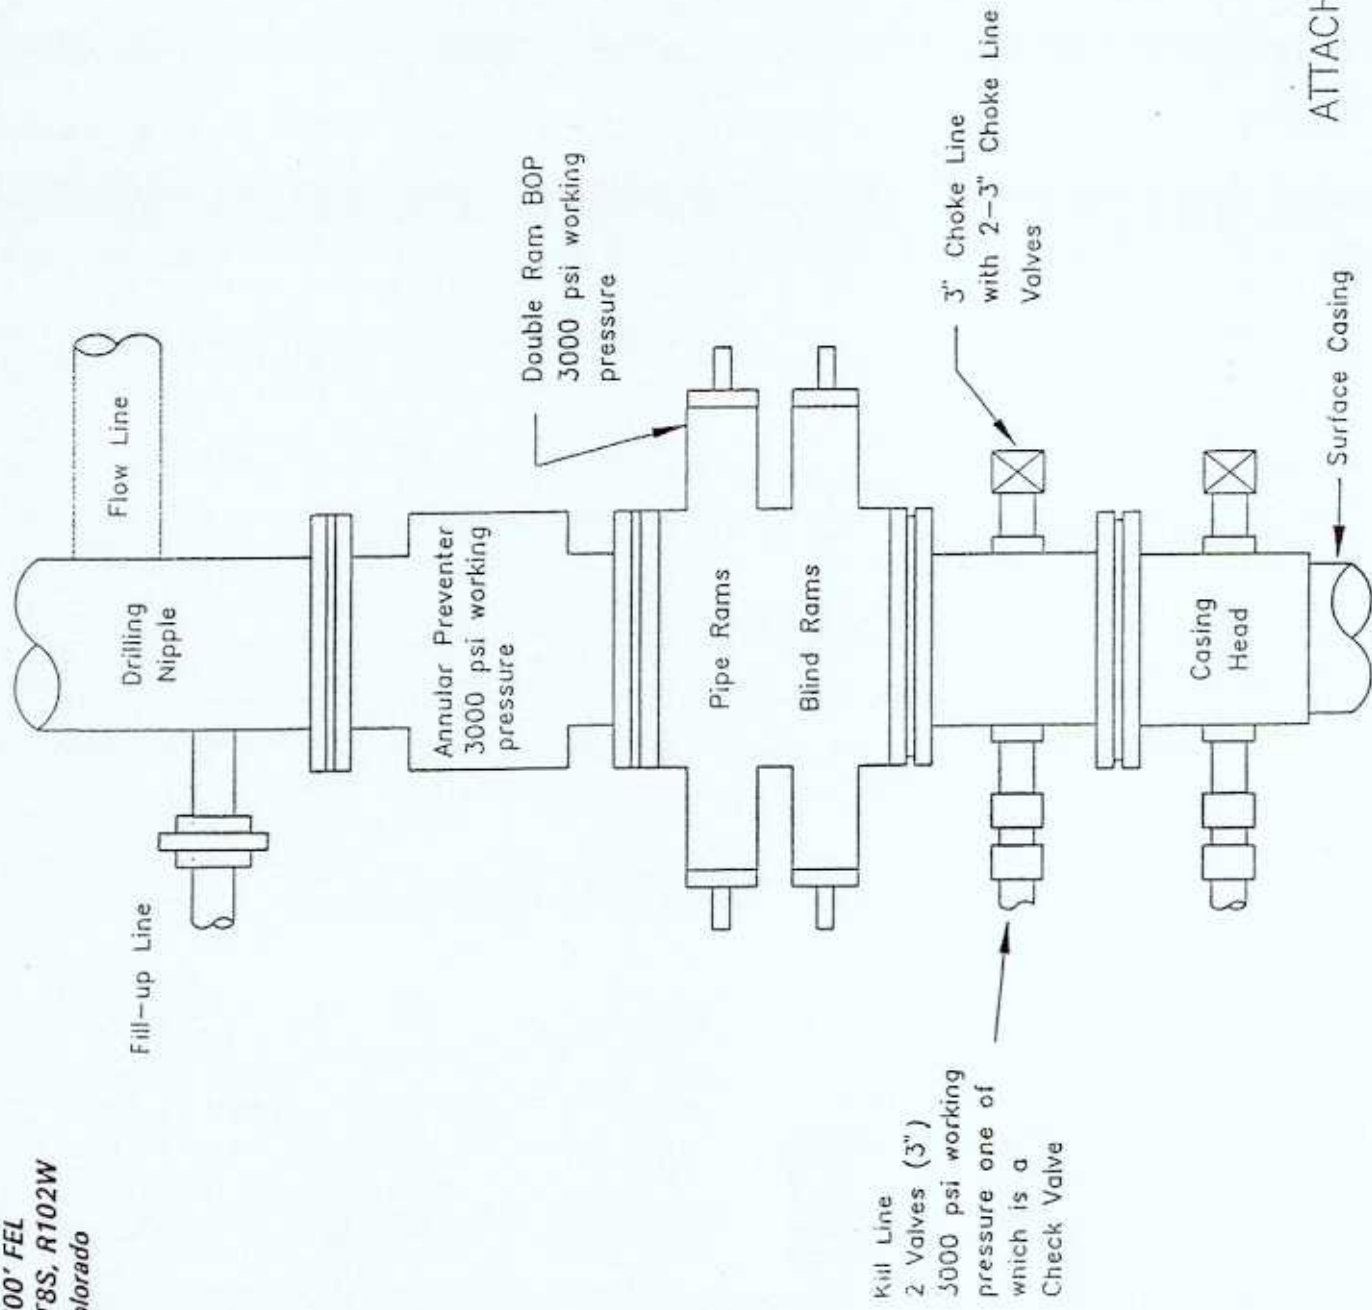 00' FEL
T8S, R102W
olorado
Fill-up Line
Flow Line
Drilling
Nipple
Annular Preventer
3000 psi working
pressure
Double Ram BOP
3000 psi working
pressure
Pipe Rams
Blind Rams
3" Choke Line
with 2-3" Choke Line
Valves
Kill Line
2 Valves (3")
3000 psi working
pressure one of
which is a
Check Valve
Casing
Head
Surface Casing
ATTACH